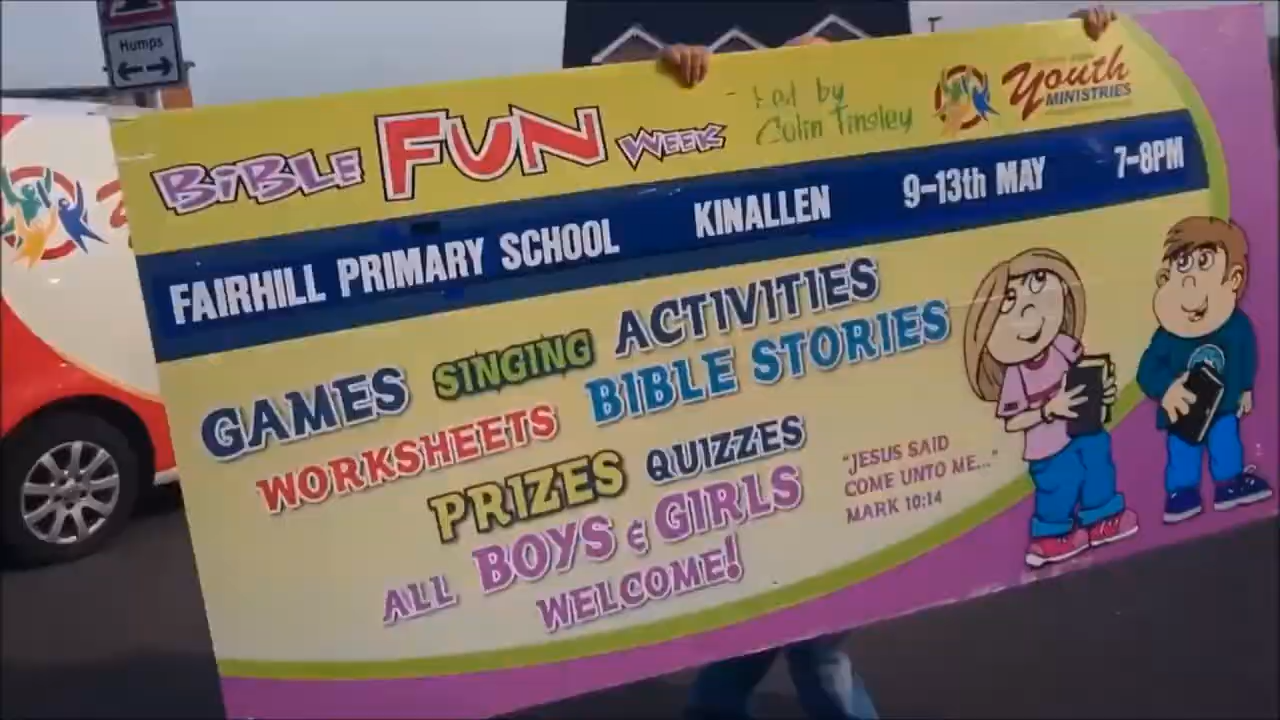 Humps
BIBLE FUN WEEK
- Led by
Colin Tinsley
Youth
MINISTRIES
FAIRHILL PRIMARY SCHOOL KINALLEN 9-13th MAY 7-8PM
GAMES SINGING ACTIVITIES
WORKSHEETS BIBLE STORIES
PRIZES QUIZZES
ALL BOYS & GIRLS
WELCOME!
"JESUS SAID
COME UNTO ME..."
MARK 10:14